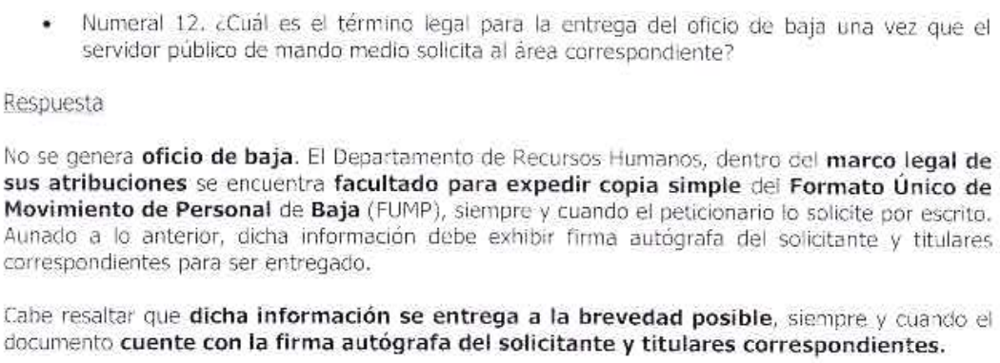 • Numeral 12. ¿Cuál es el término legal para la entrega del oficio de baja una vez que el
servidor público de mando medio solicita al área correspondiente?
Respuesta
No se genera oficio de baja. El Departamento de Recursos Humanos, dentro del marco legal de
sus atribuciones se encuentra facultado para expedir copia simple del Formato Único de
Movimiento de Personal de Baja (FUMP), siempre y cuando el peticionario lo solicite por escrito.
Aunado a lo anterior, dicha información debe exhibir firma autógrafa del solicitante y titulares
correspondientes para ser entregado.
Cabe resaltar que dicha información se entrega a la brevedad posible, siempre y cuando el
documento cuente con la firma autógrafa del solicitante y titulares correspondientes.